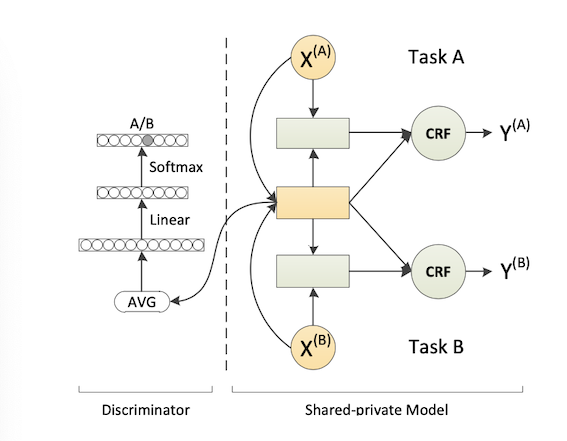 X(A)
Task A
A/B
CRF
Y(A)
Softmax
Linear
AVG
CRF
Y(B)
X(B)
Task B
Discriminator
Shared-private Model